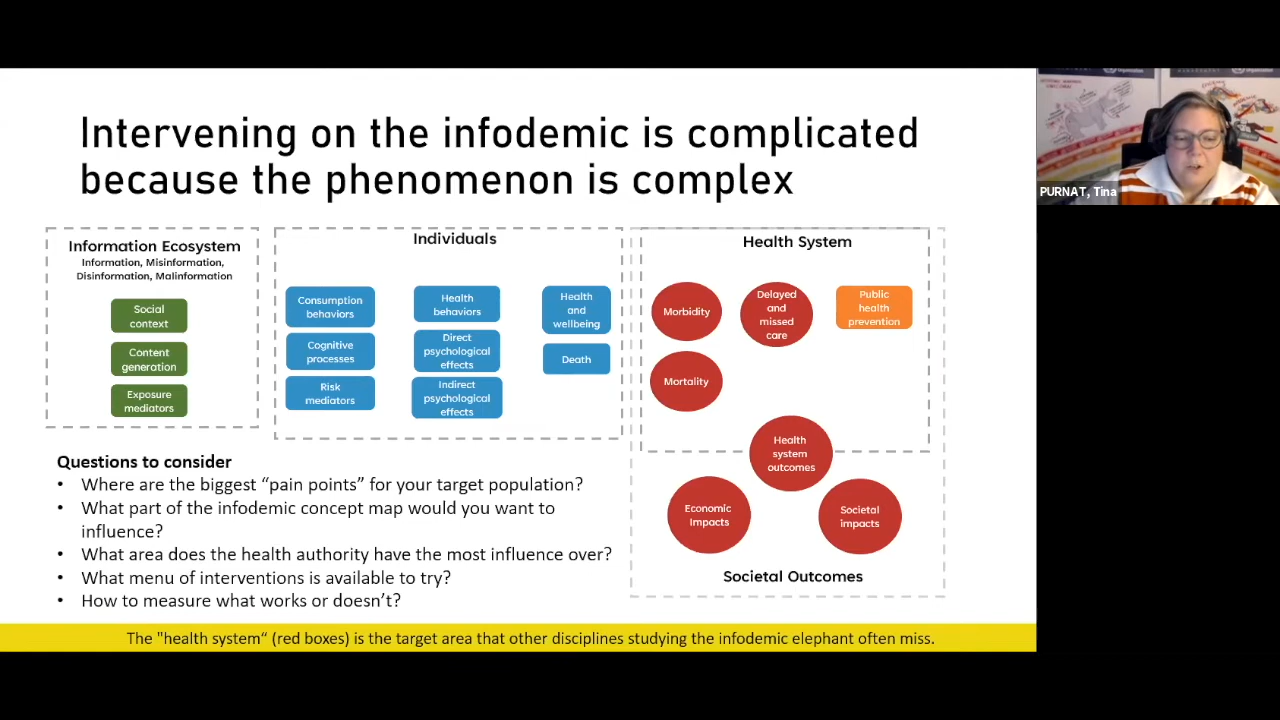 Intervening on the infodemic is complicated
because the phenomenon is complex
PURNAT, Tina
Information Ecosystem
Information, Misinformation,
Disinformation, Malinformation
Social
context
Content
generation
Exposure
mediators
Individuals
Consumption
behaviors
Cognitive
processes
Risk
mediators
Health
behaviors
Direct
psychological
effects
Indirect
psychological
effects
Health
and
wellbeing
Death
Health System
Morbidity
Mortality
Delayed
and
missed
care
Public
health
prevention
Health
system
outcomes
Economic
Impacts
Societal
impacts
Societal Outcomes
Questions to consider
• Where are the biggest “pain points” for your target population?
• What part of the infodemic concept map would you want to
influence?
• What area does the health authority have the most influence over?
• What menu of interventions is available to try?
• How to measure what works or doesn’t?
The "health system“ (red boxes) is the target area that other disciplines studying the infodemic elephant often miss.